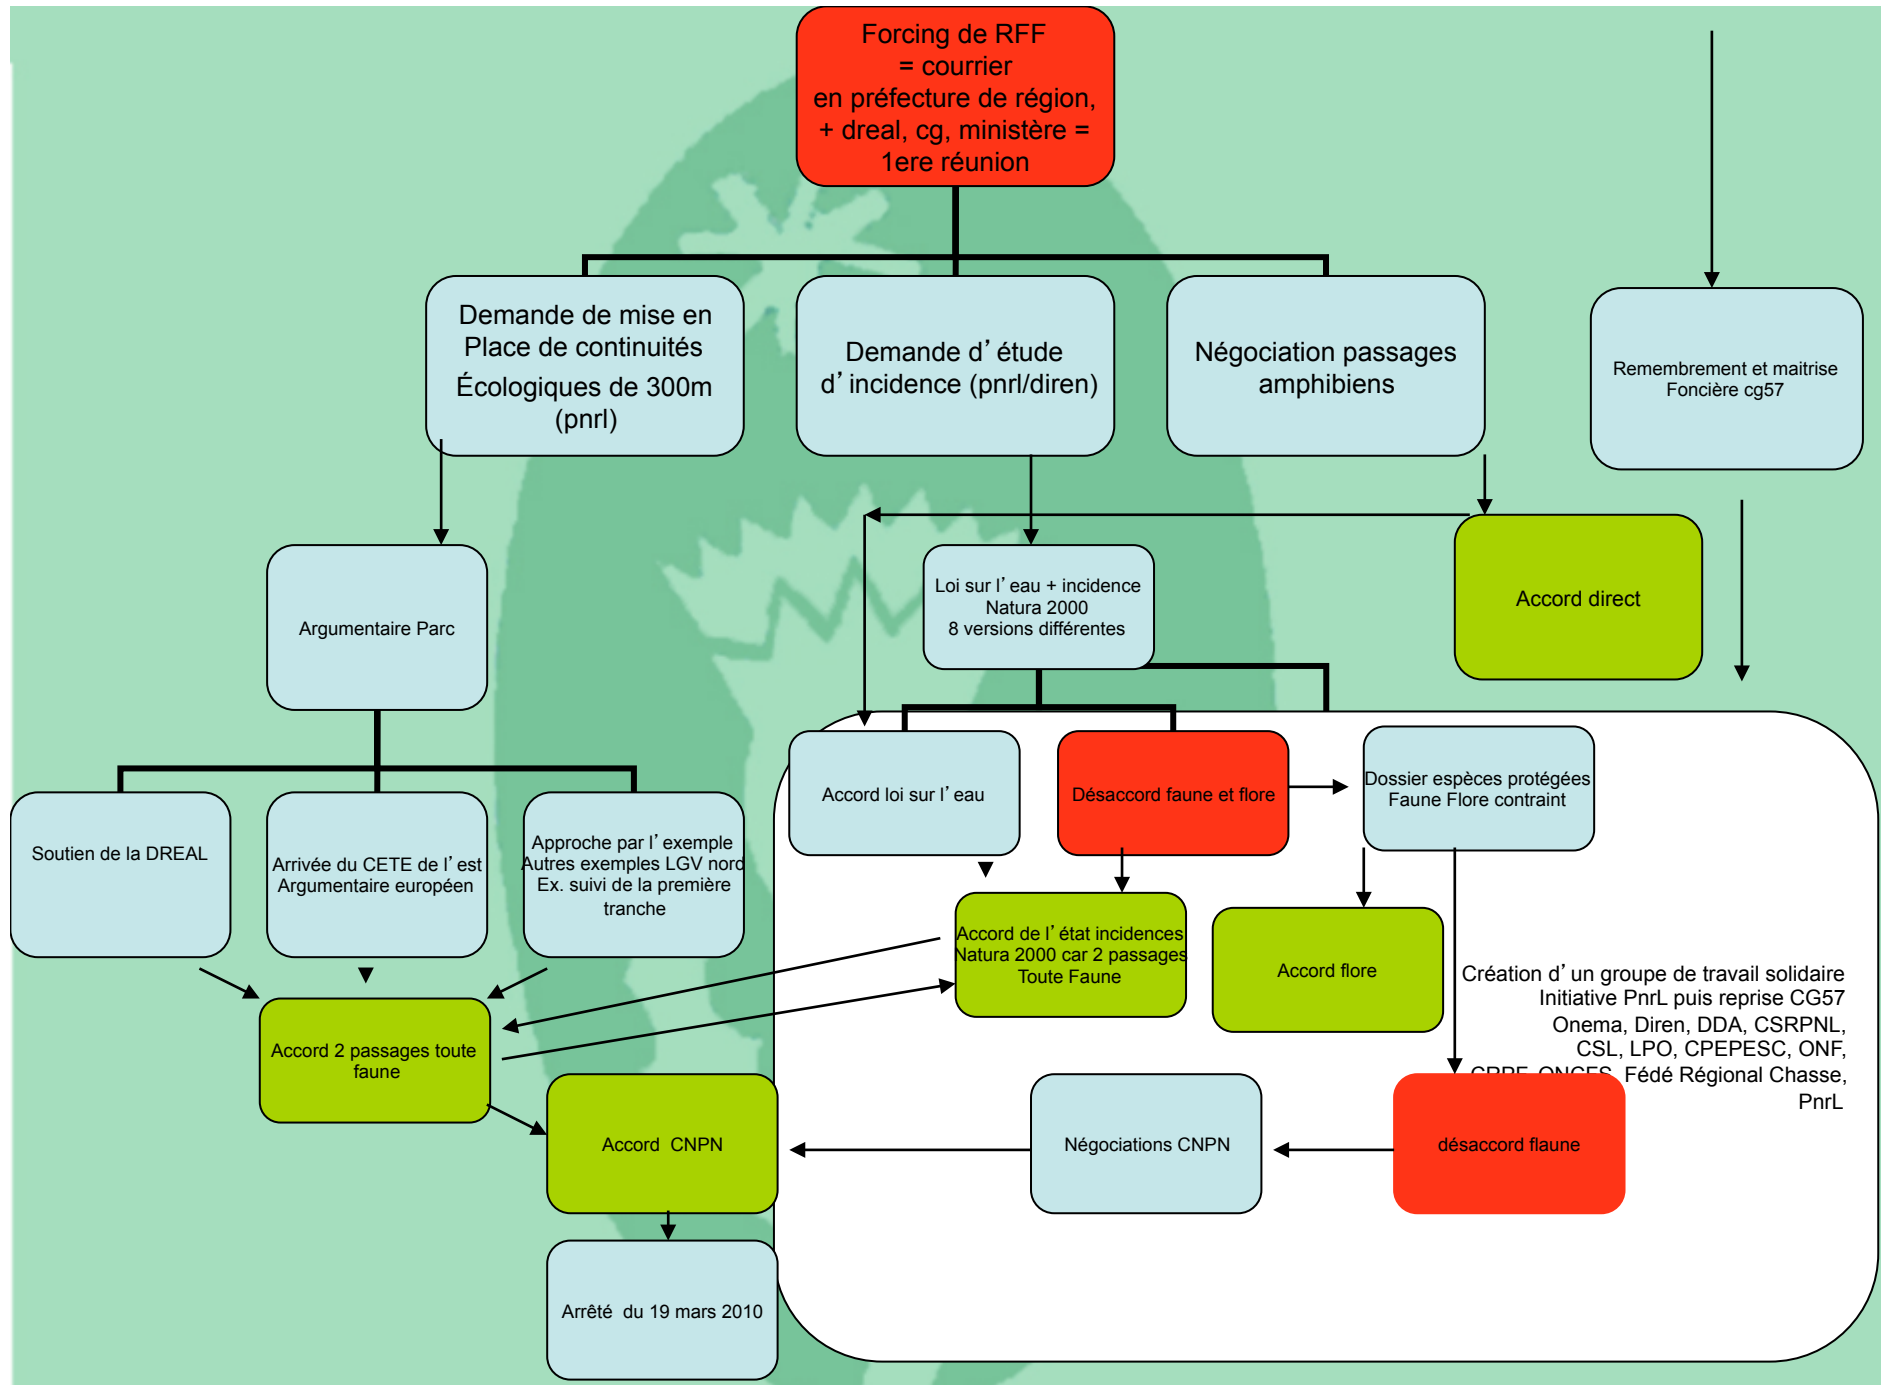 Forcing de RFF
= courrier
en préfecture de région,
+ dreal, cg, ministère =
1ere réunion
Demande de mise en
Place de continuités
Écologiques de 300m
(pnrl)
Demande d’étude
d’incidence (pnrl/diren)
Négociation passages
amphibiens
Remembrement et maitrise
Foncière cg57
Argumentaire Parc
Loi sur l’eau + incidence
Natura 2000
8 versions différentes
Accord direct
Soutien de la DREAL
Arrivée du CETE de l’est
Argumentaire européen
Approche par l’exemple
Autres exemples LGV nord
Ex. suivi de la première
tranche
Accord loi sur l’eau
Désaccord faune et flore
Dossier espèces protégées
Faune Flore contraint
Accord de l’état incidences
Natura 2000 car 2 passages
Toute Faune
Accord flore
Création d’un groupe de travail solidaire
Initiative PnrL puis reprise CG57
Onema, Diren, DDA, CSRPNL,
CSL, LPO, CPEPESC, ONF,
Fédé Régional Chasse,
PnrL
Accord 2 passages toute
faune
Accord CNPN
Négociations CNPN
désaccord flaune
Arrêté du 19 mars 2010